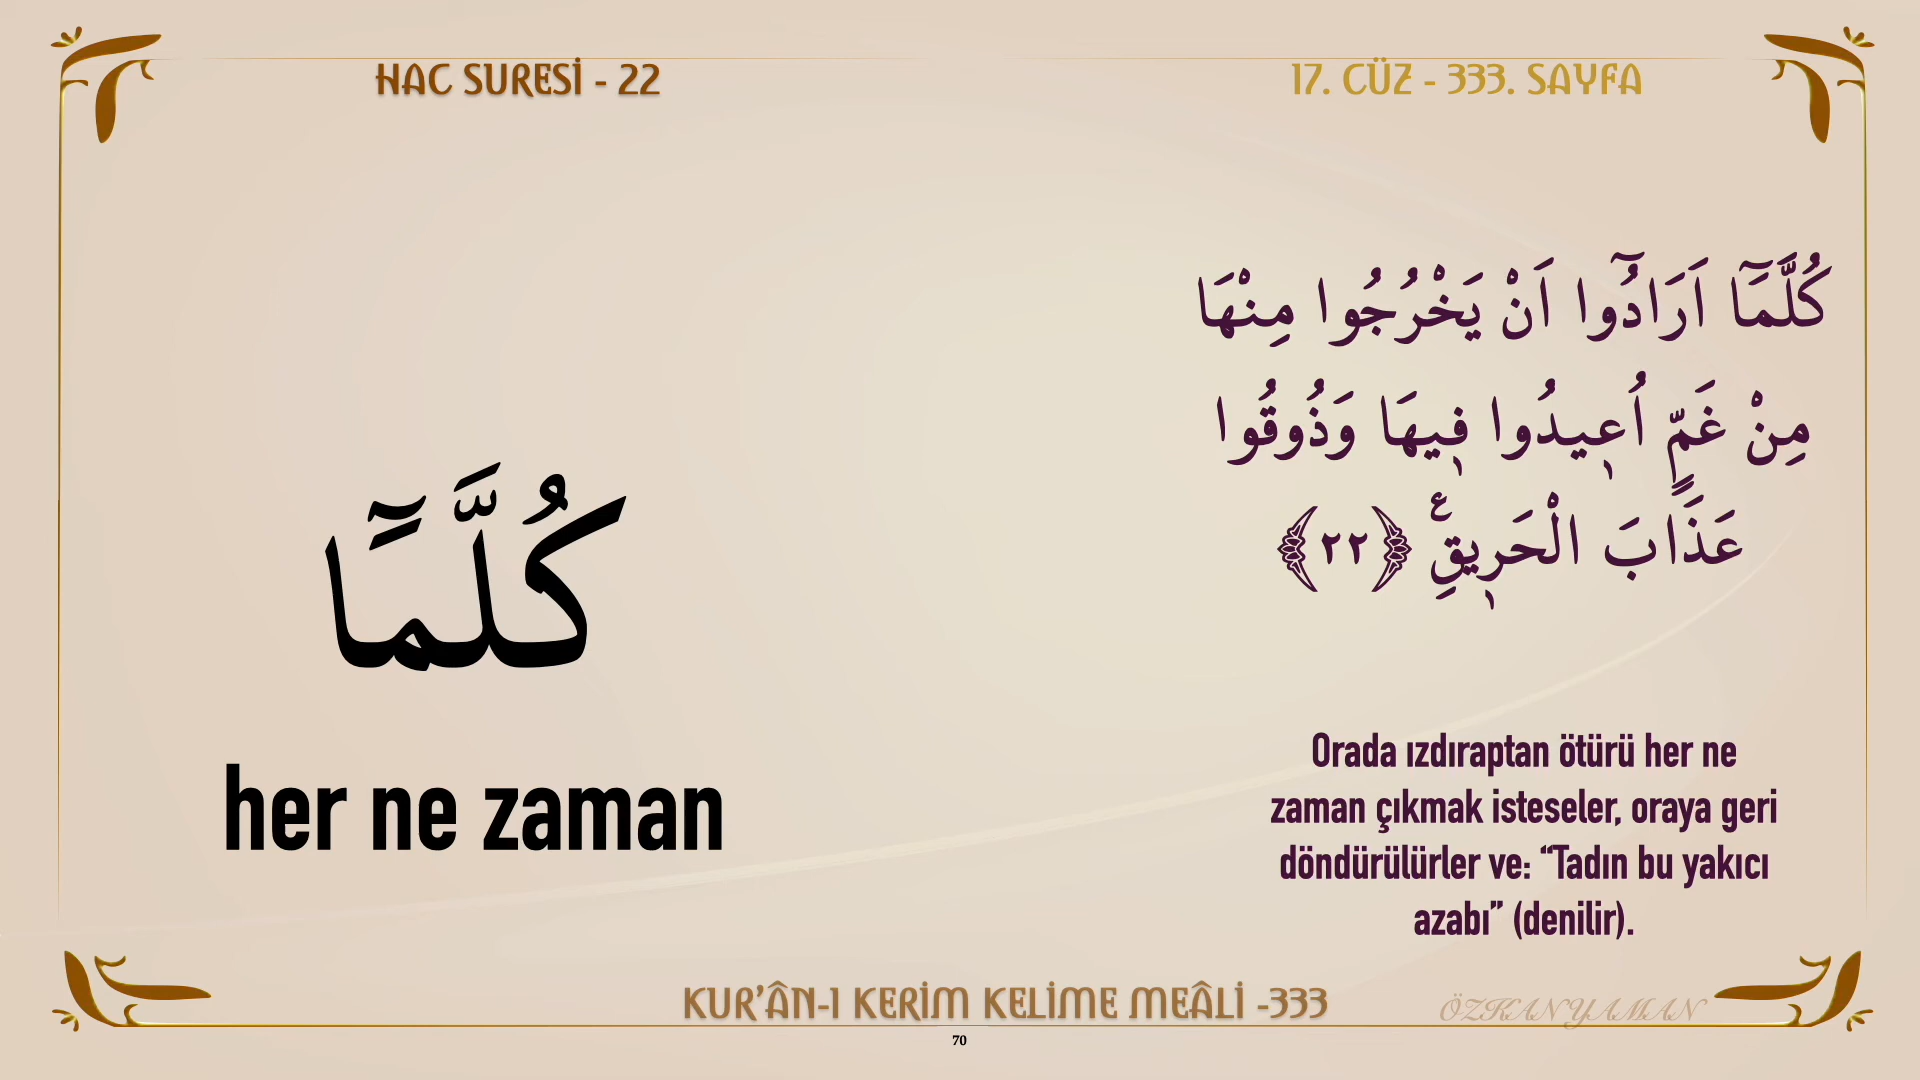 HAC SURESİ - 22
17. CÜZ - 333. SAYFA
كُلَّمَٓا اَرَادُٓوا اَنْ يَخْرُجُوا مِنْهَا
مِنْ غَمٍّ اُع۪يدُوا ف۪يهَا وَذُوقُوا
عَذَابَ الْحَر۪يقِ۟ ﴿٢٢﴾
كُلَّمَٓا
her ne zaman
Orada ızdıraptan ötürü her ne
zaman çıkmak isteseler, oraya geri
döndürülürler ve: “Tadın bu yakıcı
azabı” (denilir).
KUR’ÂN-I KERİM KELİME MEÂLİ -333
ÖZKAN YAMAN
70